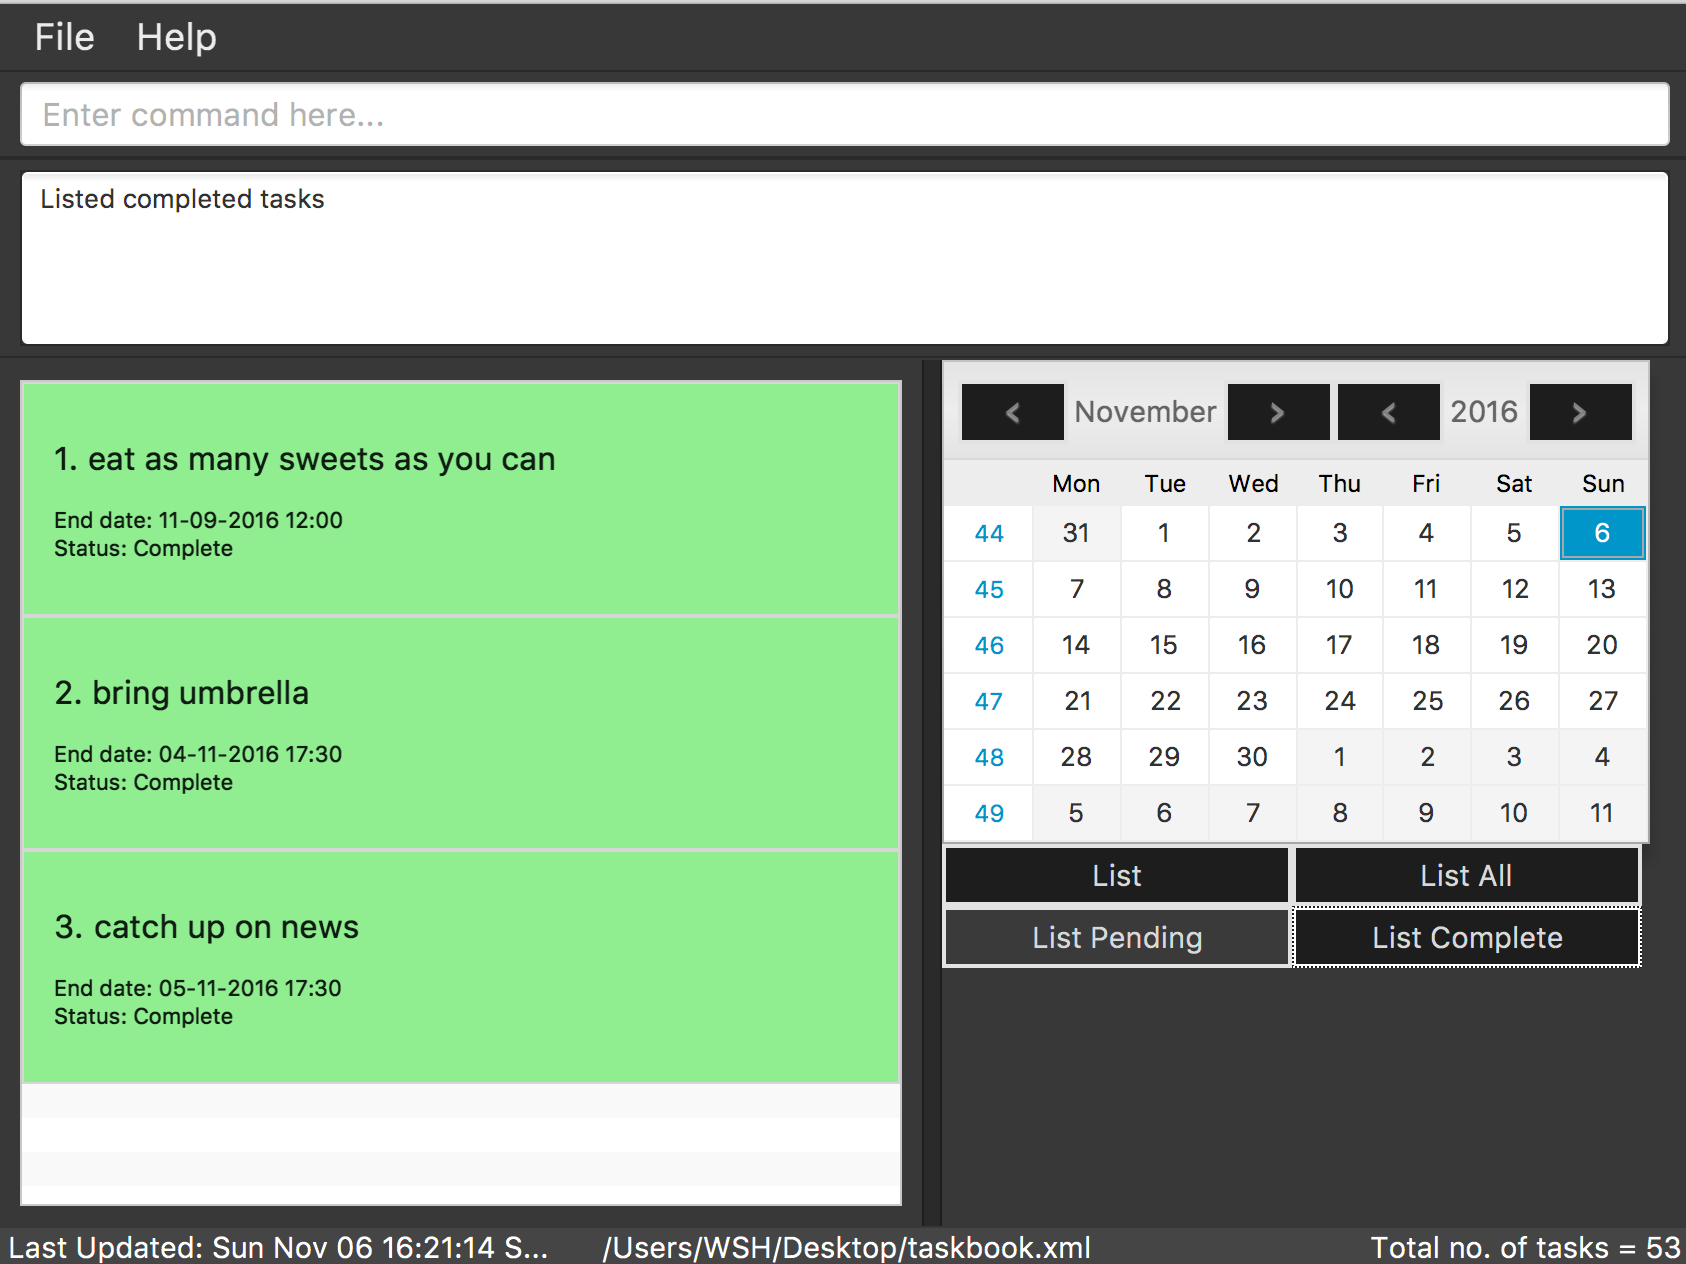 File Help
Enter command here...
Listed completed tasks
1. eat as many sweets as you can
End date: 11-09-2016 12:00
Status: Complete
2. bring umbrella
End date: 04-11-2016 17:30
Status: Complete
3. catch up on news
End date: 05-11-2016 17:30
Status: Complete
< November > < 2016 >
Mon Tue Wed Thu Fri Sat Sun
44 31 1 2 3 4 5 6
45 7 8 9 10 11 12 13
46 14 15 16 17 18 19 20
47 21 22 23 24 25 26 27
48 28 29 30 1 2 3 4
49 5 6 7 8 9 10 11
List List All
List Pending List Complete
Last Updated: Sun Nov 06 16:21:14 S... /Users/WSH/Desktop/taskbook.xml Total no. of tasks = 53